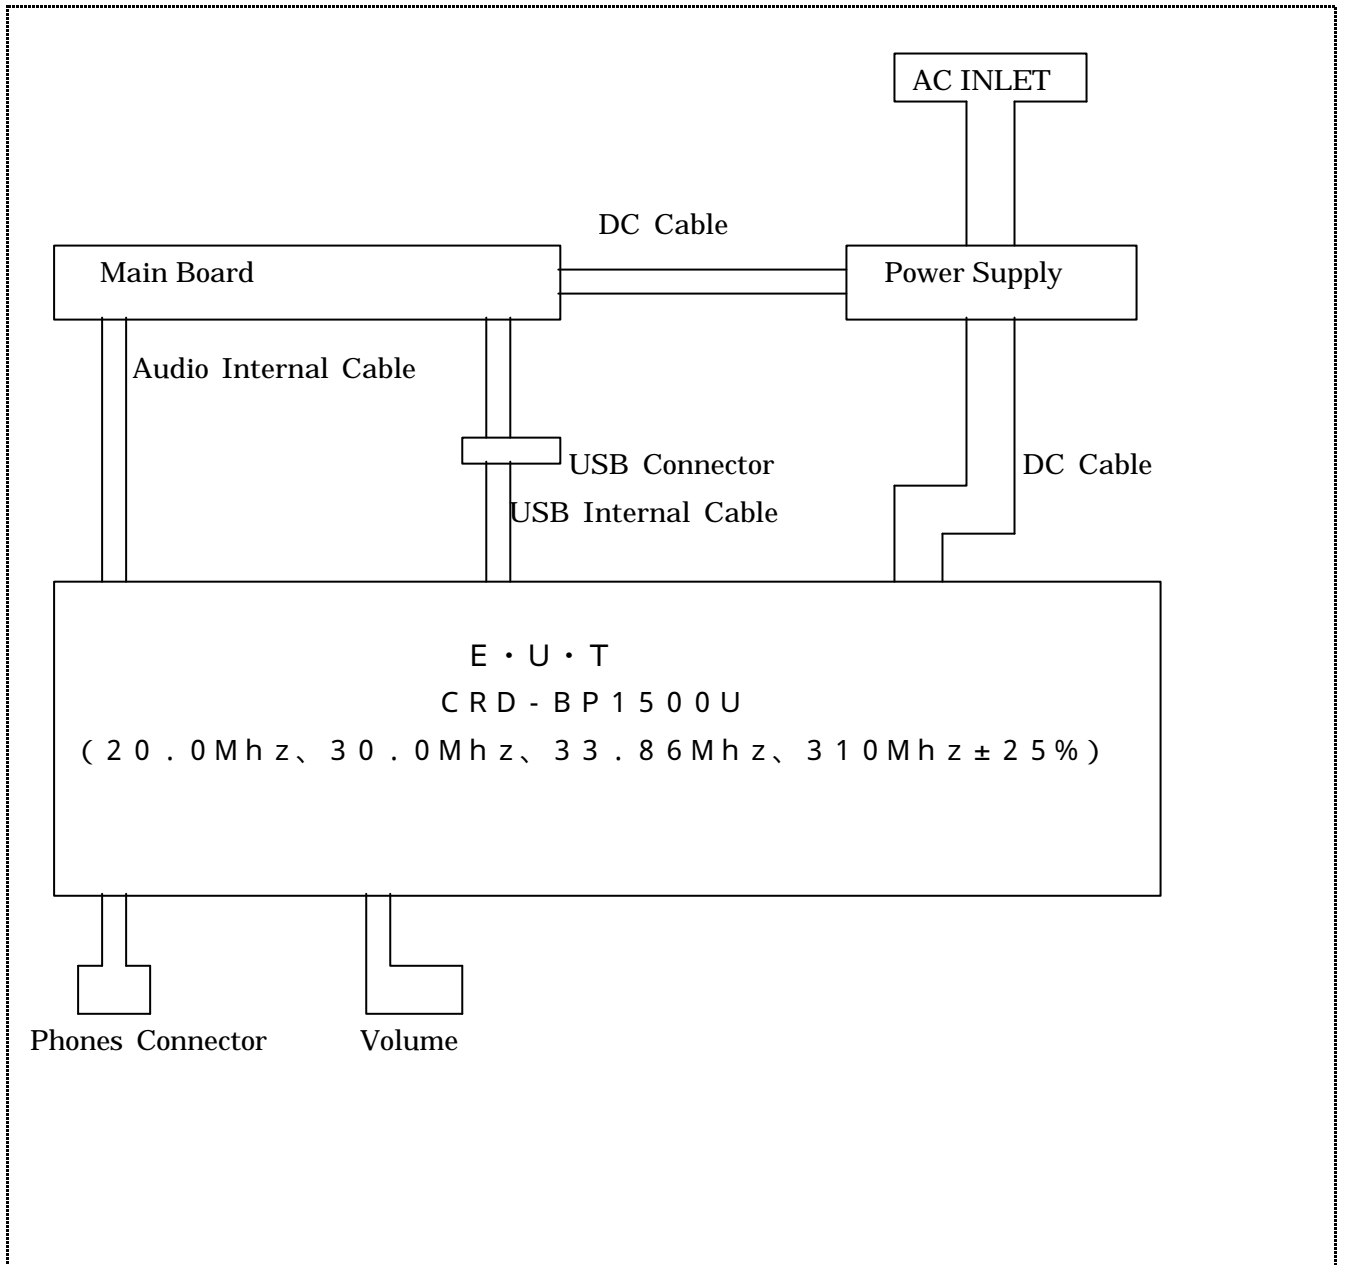 AC INLET
DC Cable
Main Board
Power Supply
Audio Internal Cable
USB Connector
DC Cable
USB Internal Cable
E・U・T
CRD-BP1500U
(20.0Mhz、30.0Mhz、33.86Mhz、310Mhz±25%)
Phones Connector
Volume